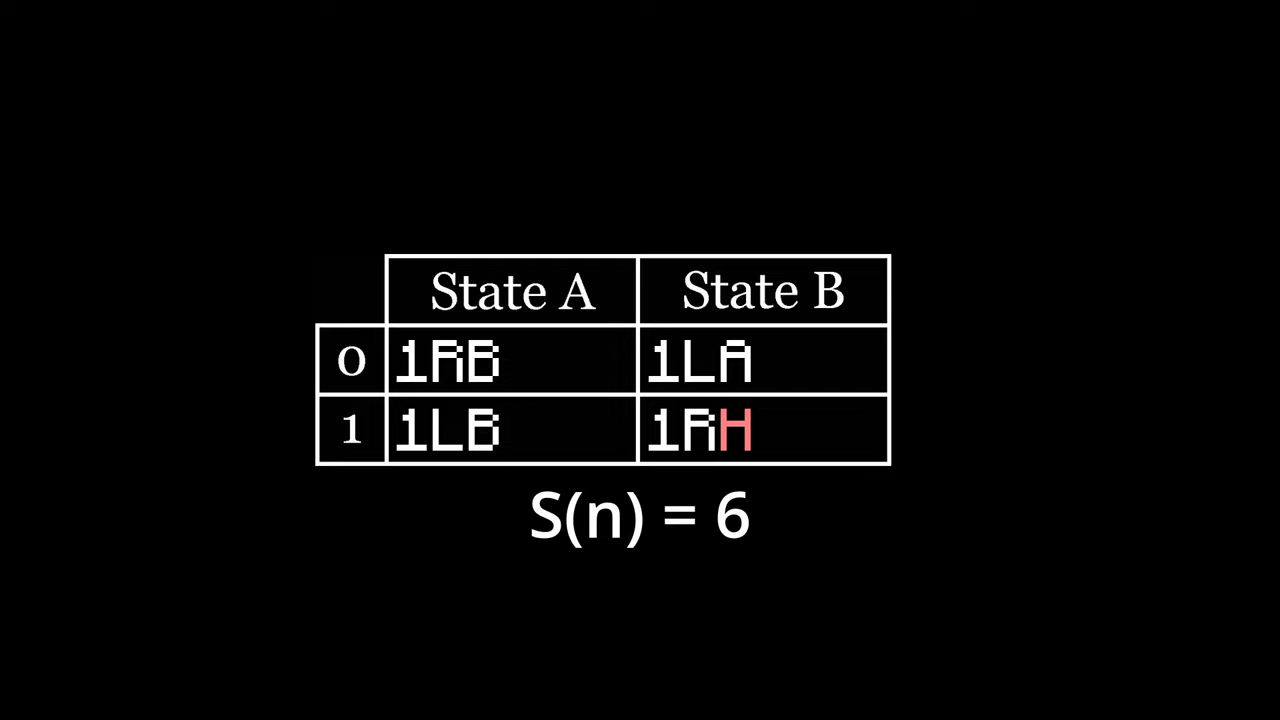 State A State B
0 1RB 1LA
1 1LB 1RH
S(n) = 6